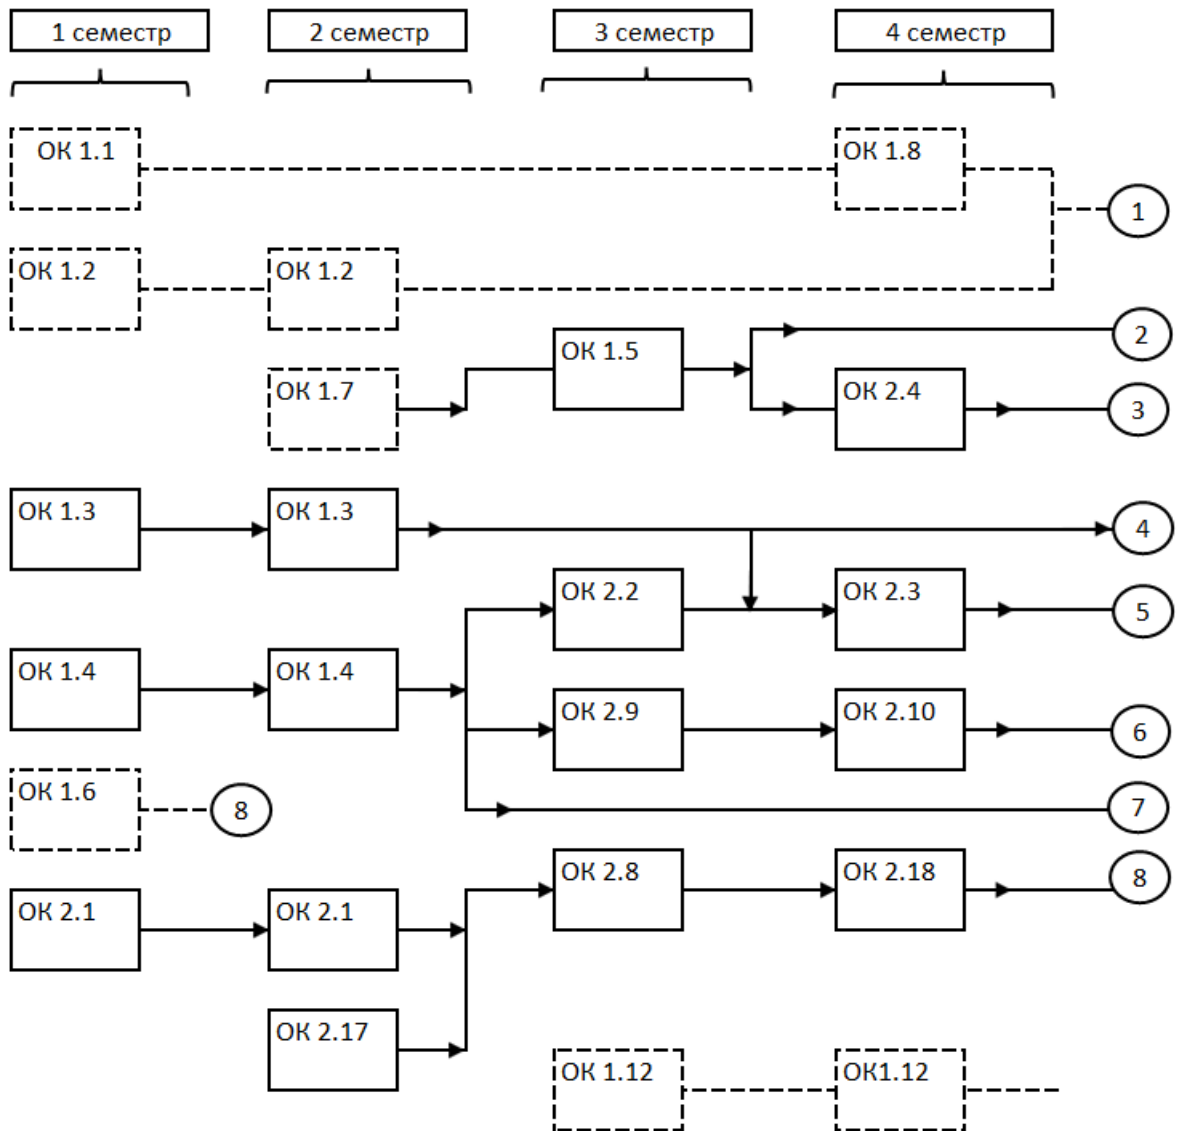 1 семестр 2 семестр 3 семестр 4 семестр
ОК 1.1 ОК 1.8
1
ОК 1.2 ОК 1.2
2
ОК 1.5
ОК 1.7 ОК 2.4 3
ОК 1.3 ОК 1.3 4
ОК 2.2 ОК 2.3 5
ОК 1.4 ОК 1.4
ОК 2.9 ОК 2.10 6
ОК 1.6 8 7
ОК 2.8 ОК 2.18 8
ОК 2.1 ОК 2.1
ОК 2.17
ОК 1.12 ОК1.12